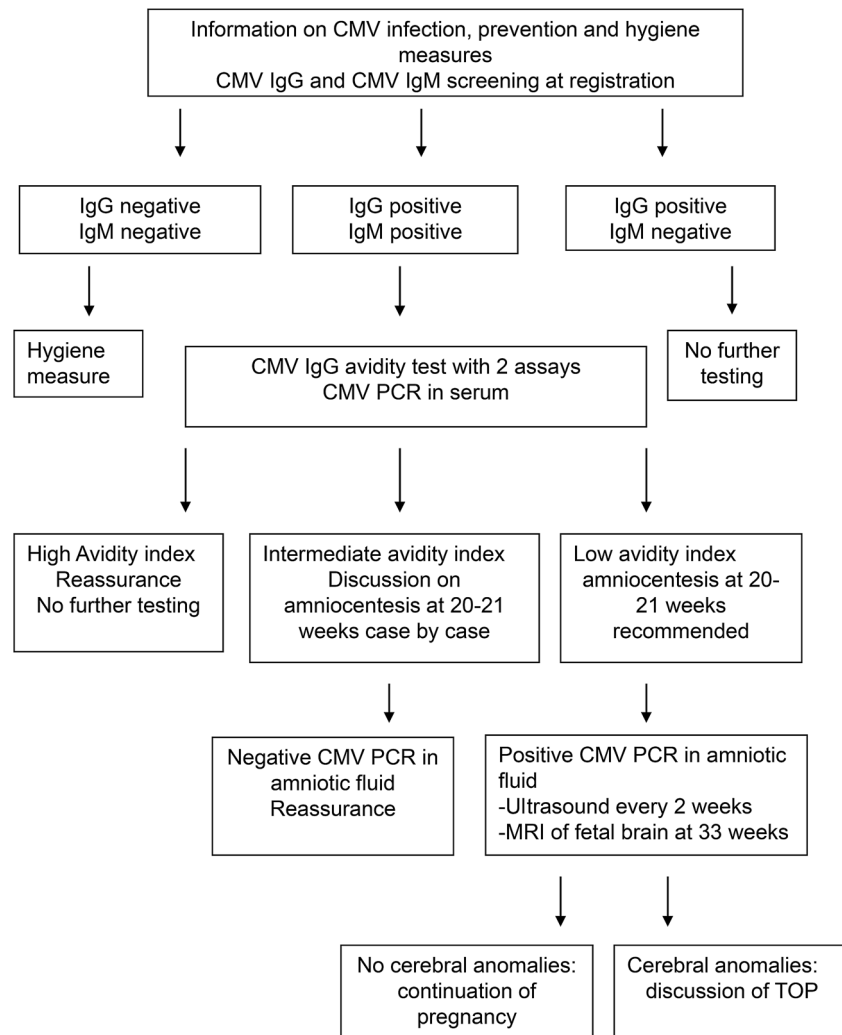 Information on CMV infection, prevention and hygiene
measures
CMV IgG and CMV IgM screening at registration
IgG negative
IgM negative
IgG positive
IgM positive
IgG positive
IgM negative
Hygiene
measure
CMV IgG avidity test with 2 assays
CMV PCR in serum
No further
testing
High Avidity index
Reassurance
No further testing
Intermediate avidity index
Discussion on
amniocentesis at 20-21
weeks case by case
Low avidity index
amniocentesis at 20-
21 weeks
recommended
Negative CMV PCR in
amniotic fluid
Reassurance
Positive CMV PCR in amniotic
fluid
-Ultrasound every 2 weeks
-MRI of fetal brain at 33 weeks
No cerebral anomalies:
continuation of
pregnancy
Cerebral anomalies:
discussion of TOP